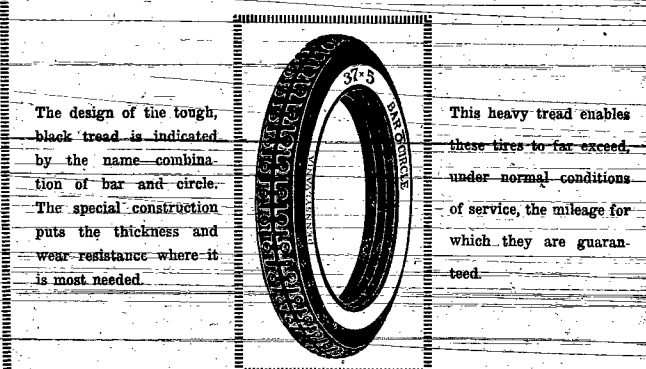 The design of the tough,
black tread is indicated
by the name combina-
tion of bar and circle.
The special construction
puts the thickness and
wear resistance where it
is most needed.
37×5
BAR CIRCLE
PENNSYLVANIA
This heavy tread enables
these tires to far exceed,
under normal conditions
of service, the mileage for
which they are guaran-
teed.